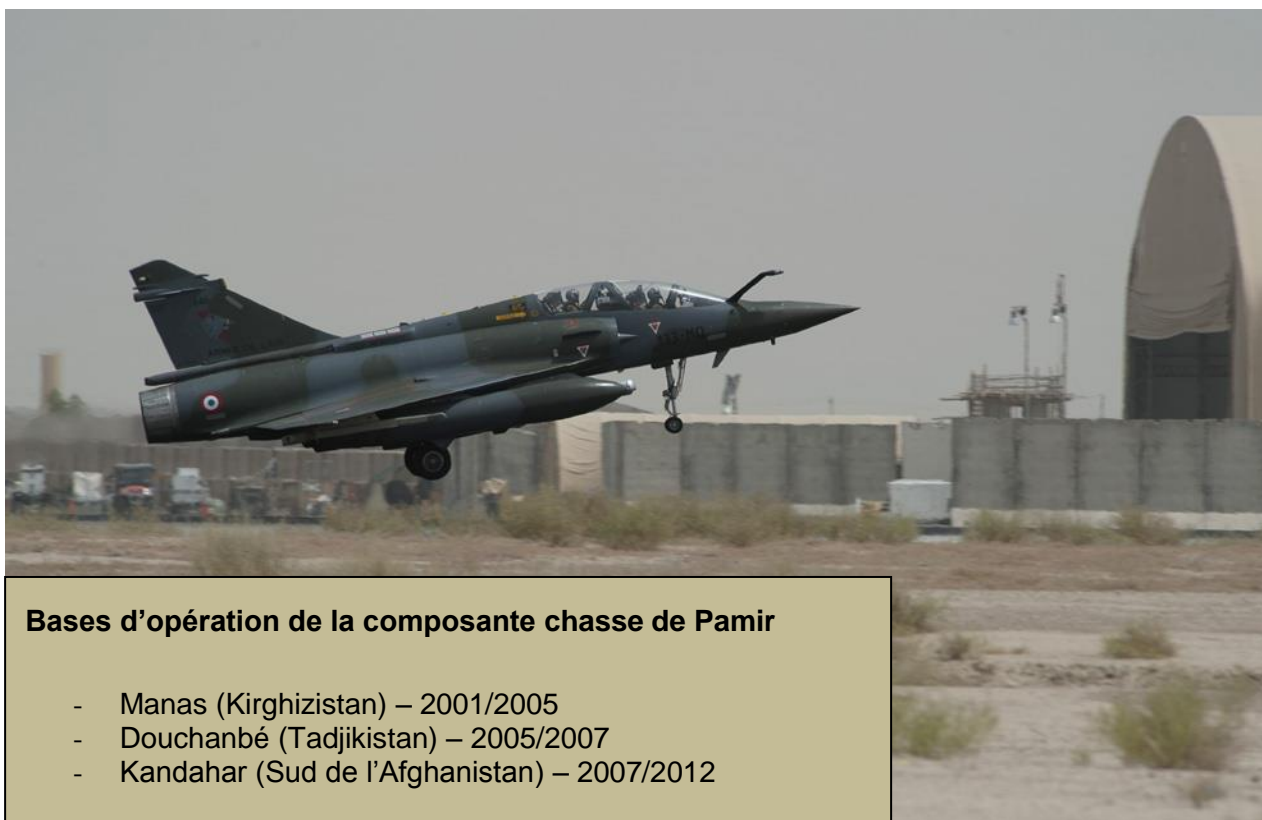 Bases d’opération de la composante chasse de Pamir
- Manas (Kirghizistan) – 2001/2005
- Douchanbé (Tadjikistan) – 2005/2007
- Kandahar (Sud de l’Afghanistan) – 2007/2012